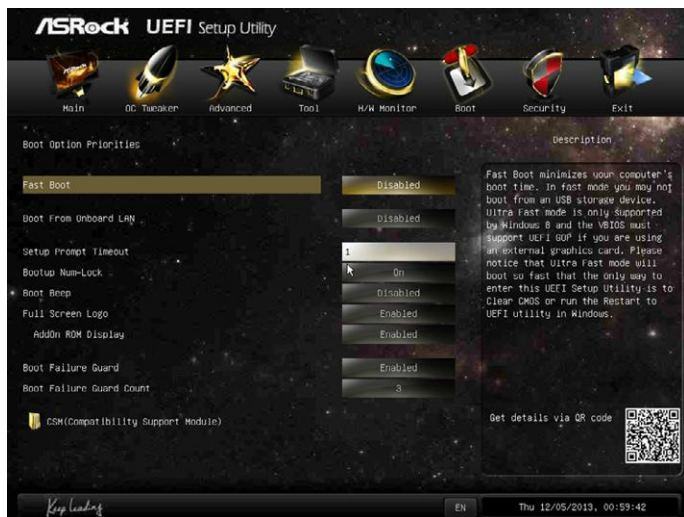 ASRock UEFI Setup Utility
Main OC Tweaker Advanced Tool H/W Monitor Boot Security Exit
Boot Option Priorities
Fast Boot Disabled
Boot From Onboard LAN Disabled
Setup Prompt Timeout 1
Bootup Num-Lock On
Boot Beep Disabled
Full Screen Logo Enabled
AddOn ROM Display Enabled
Boot Failure Guard Enabled
Boot Failure Guard Count 3
CSM(Compatibility Support Module)
Description
Fast Boot minimizes your computer's
boot time. In fast mode you may not
boot from an USB storage device.
Ultra Fast mode is only supported
by Windows 8 and the VBIOS must
support UEFI GOP if you are using
an external graphics card. Please
notice that Ultra Fast mode will
boot so fast that the only way to
enter this UEFI Setup Utility is to
Clear CMOS or run the Restart to
UEFI utility in Windows.
Get details via QR code
Keep Leading
EN
Thu 12/05/2013, 00:59:42